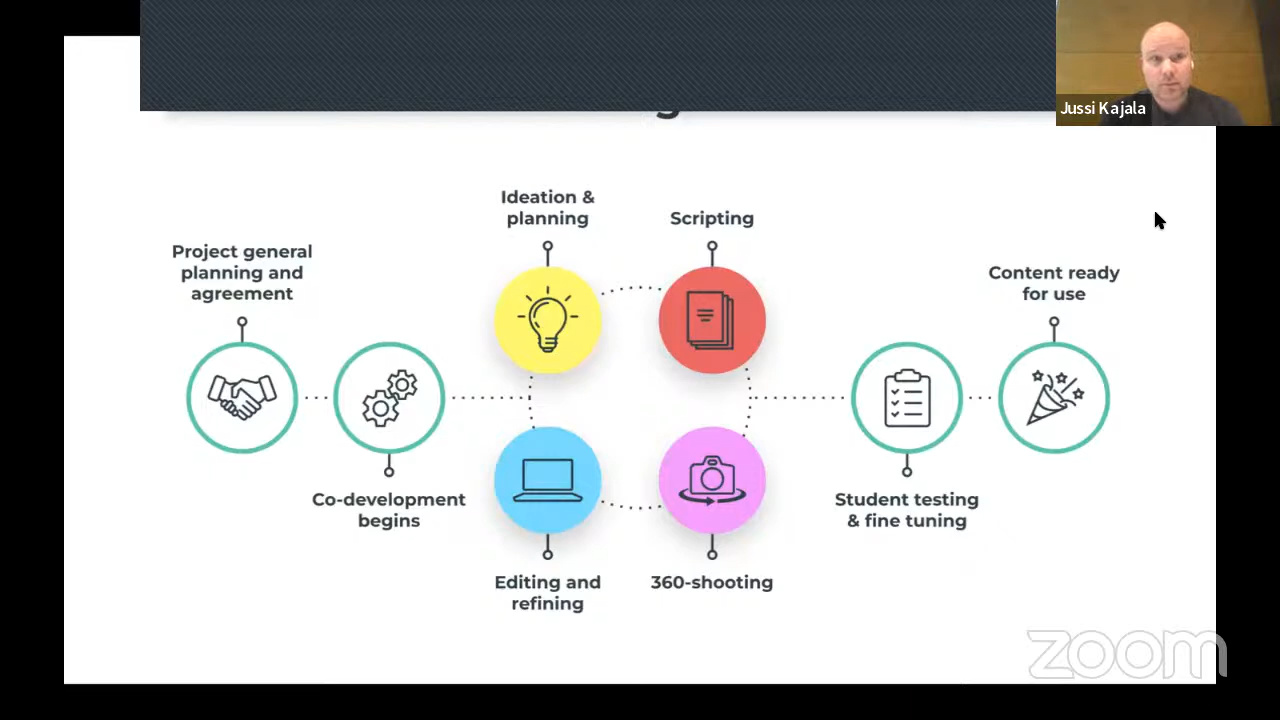 Jussi Kajala
Ideation &
planning
Scripting
Project general
planning and
agreement
Content ready
for use
Co-development
begins
Student testing
& fine tuning
Editing and
refining
360-shooting
zoom